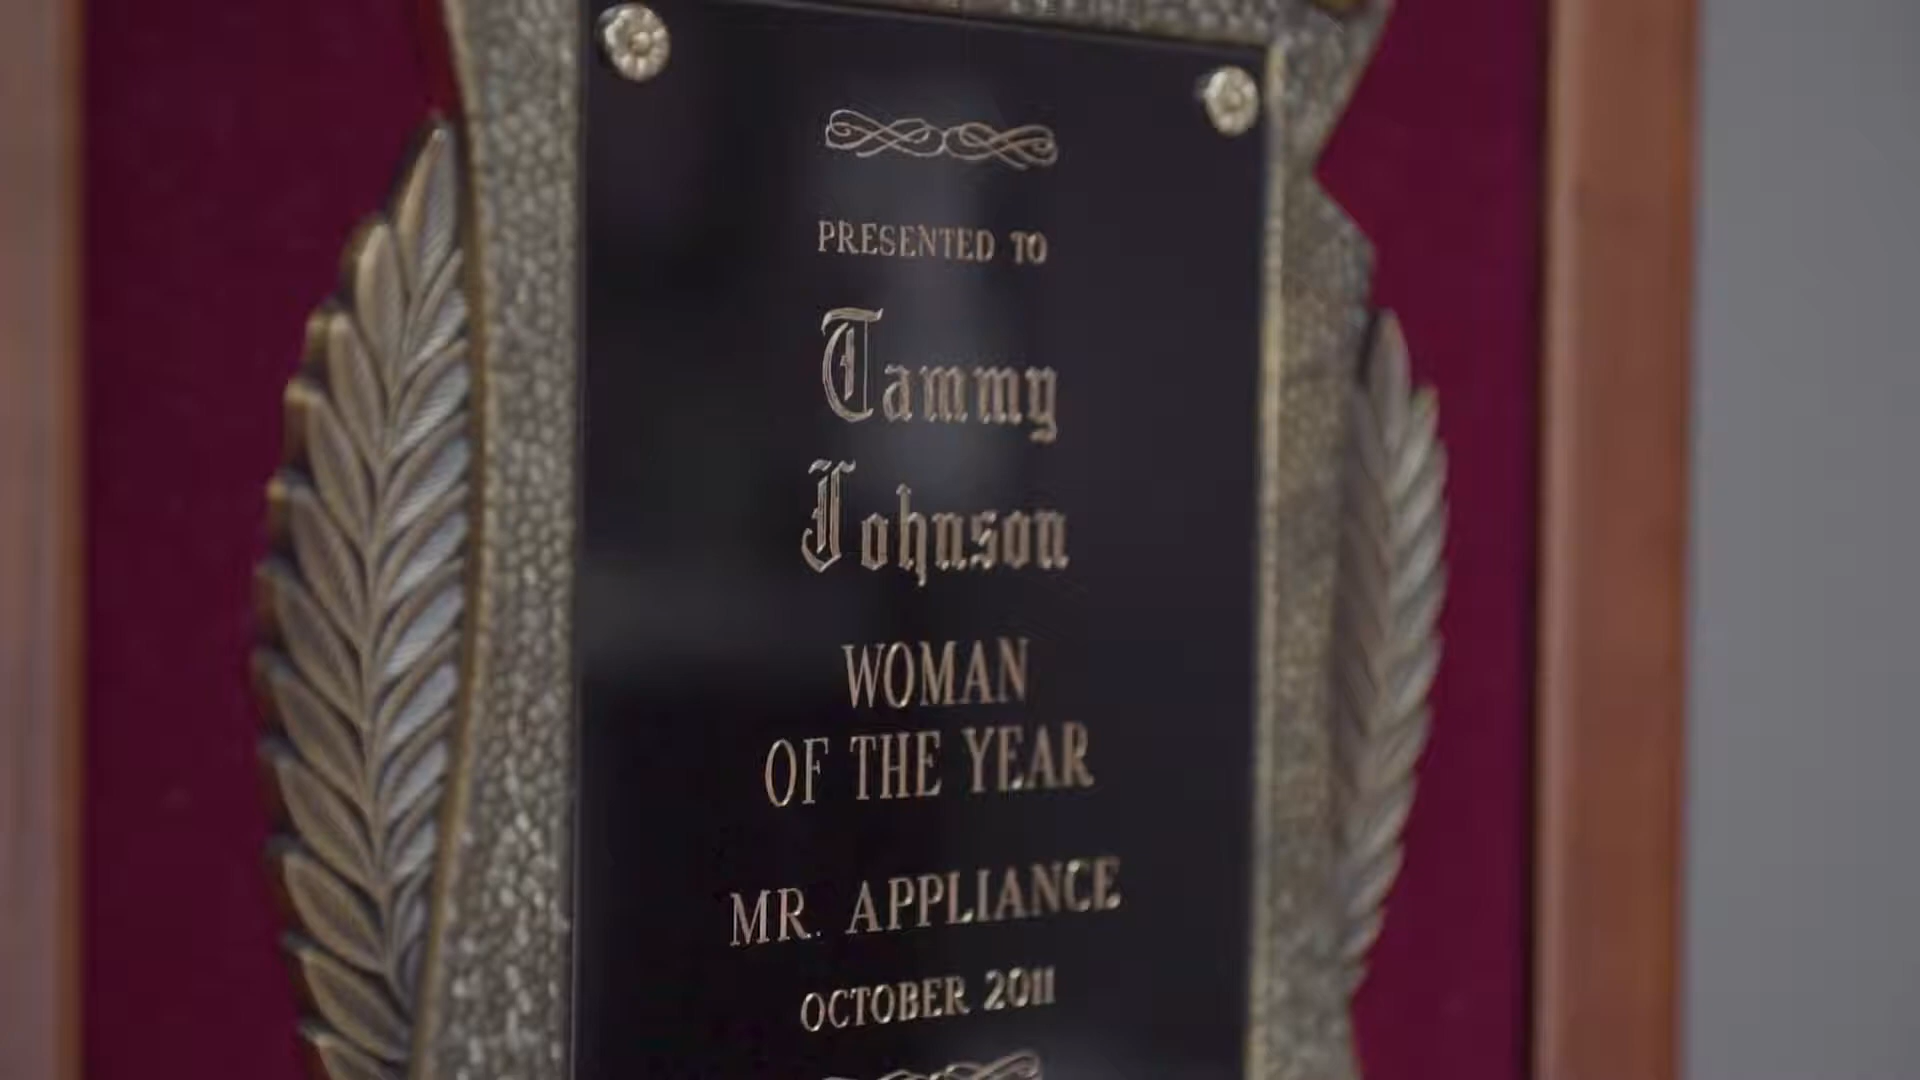 PRESENTED TO
Tammy
Johnson
WOMAN
OF THE YEAR
MR. APPLIANCE
OCTOBER 2011